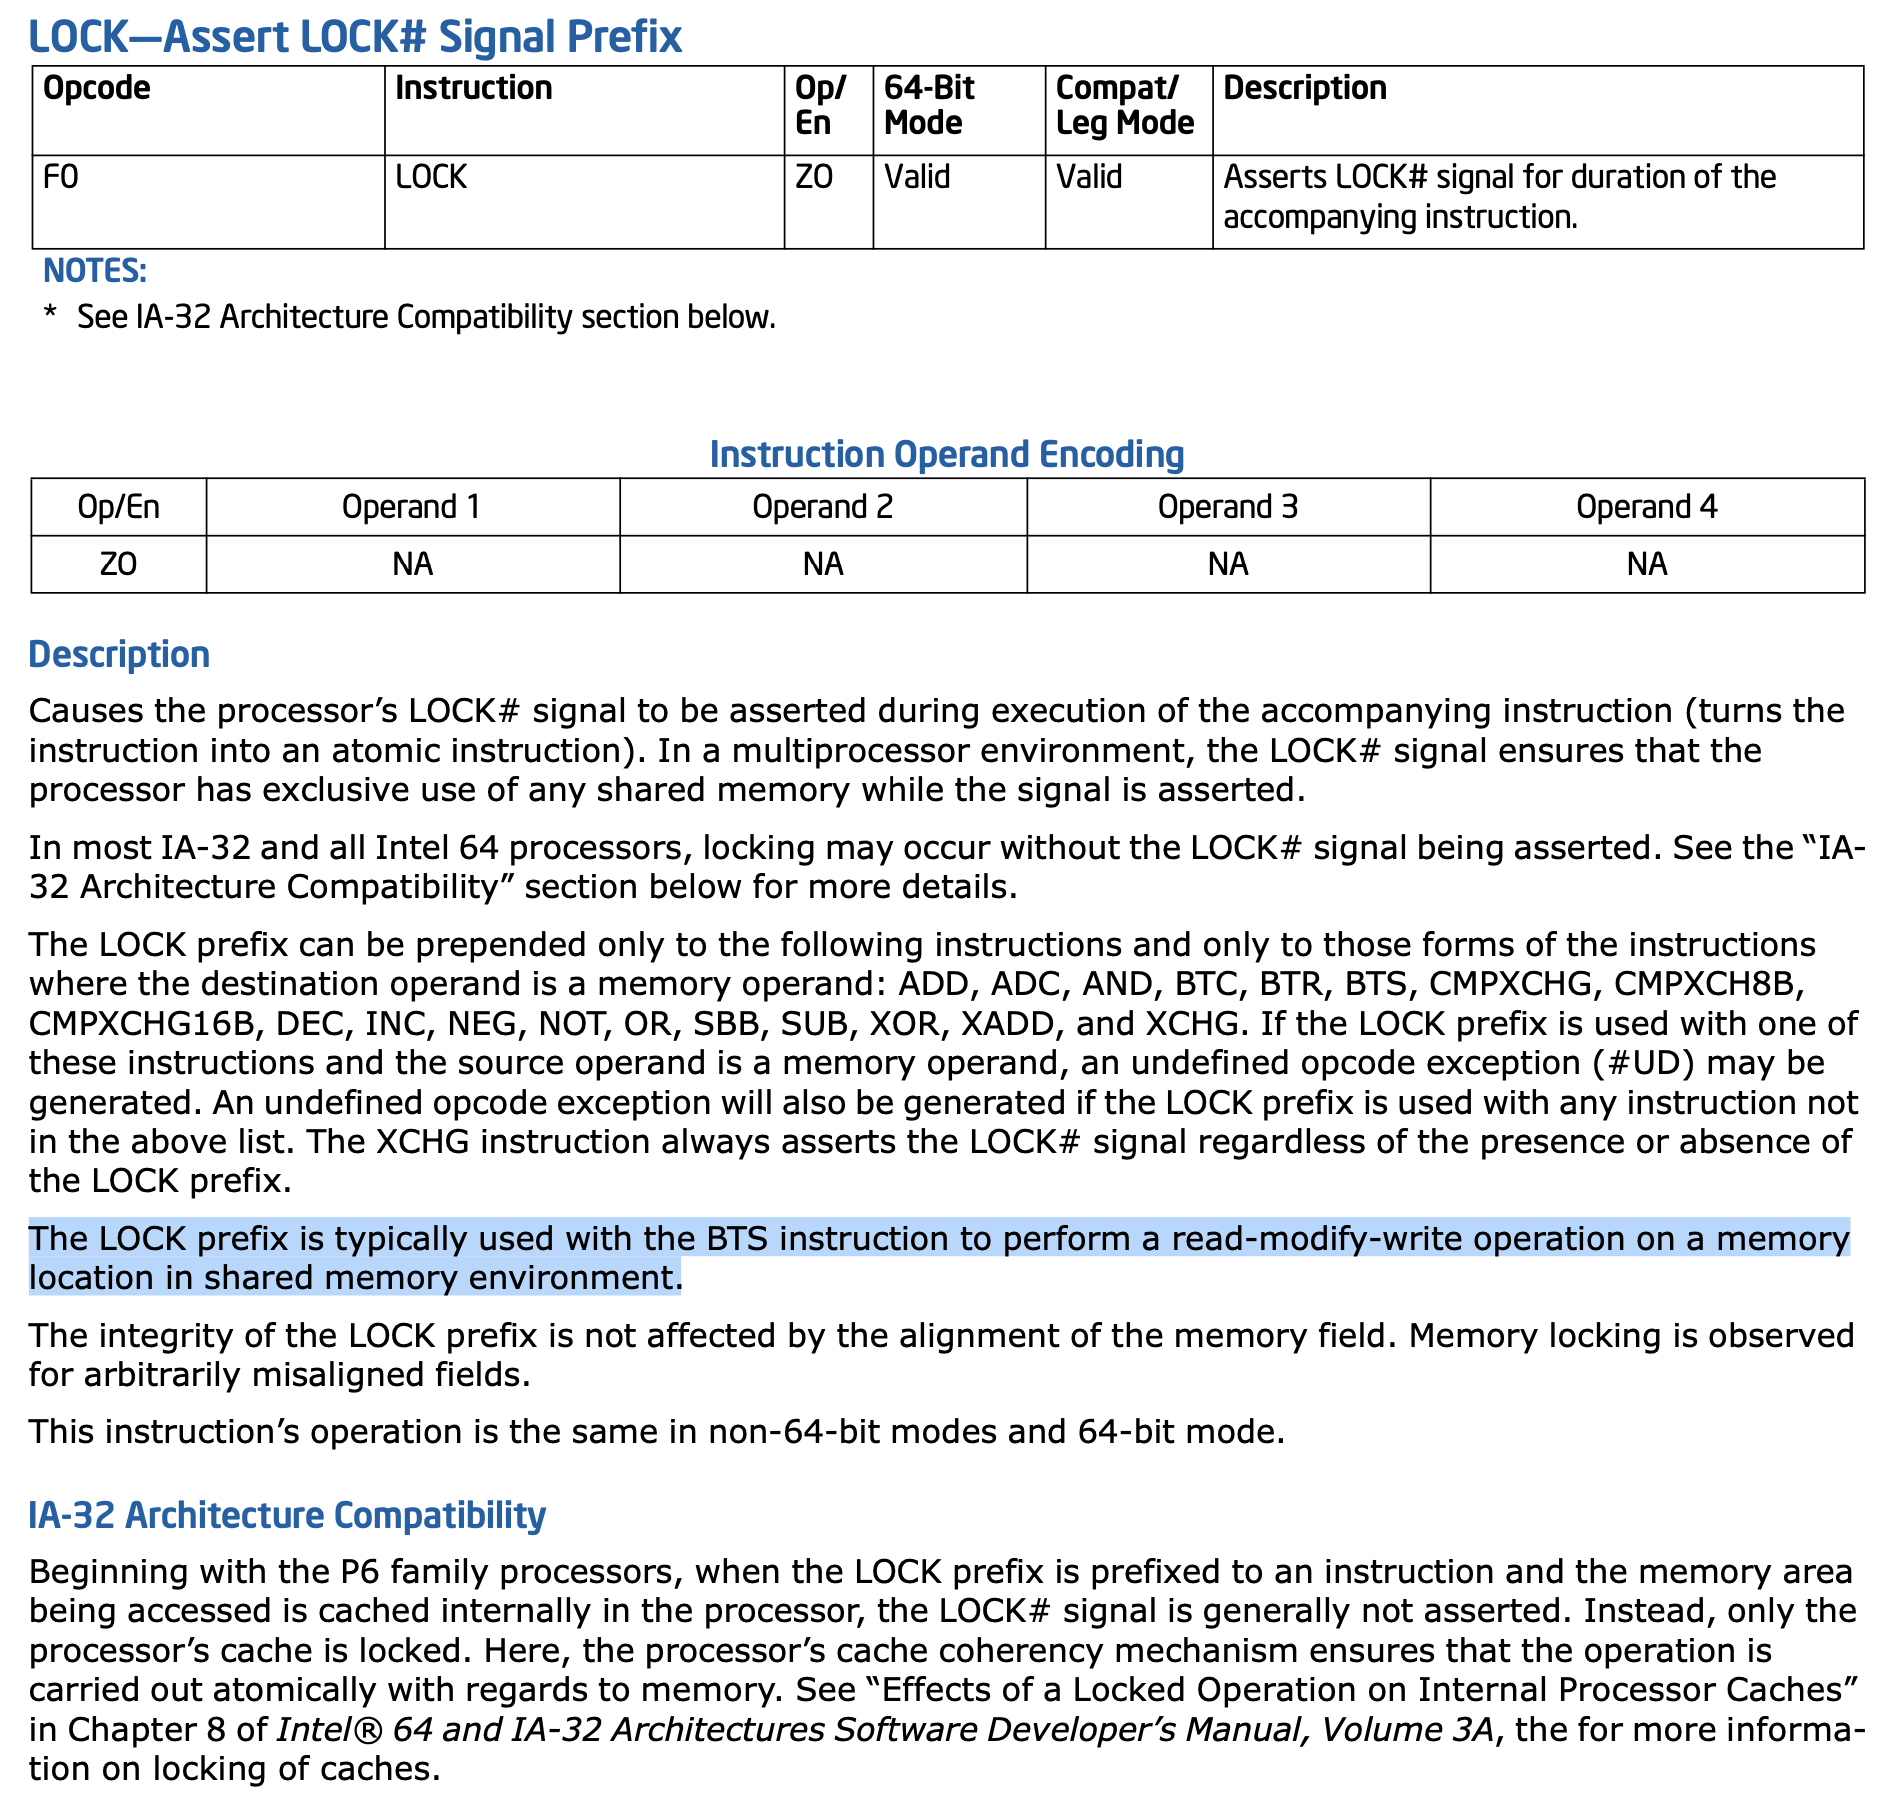 LOCK—Assert LOCK# Signal Prefix
Opcode Instruction Op/ En 64-Bit Mode Compat/ Leg Mode Description
F0 LOCK ZO Valid Valid Asserts LOCK# signal for duration of the
accompanying instruction.
NOTES:
* See IA-32 Architecture Compatibility section below.
Instruction Operand Encoding
Op/En Operand 1 Operand 2 Operand 3 Operand 4
ZO NA NA NA NA
Description
Causes the processor’s LOCK# signal to be asserted during execution of the accompanying instruction (turns the
instruction into an atomic instruction). In a multiprocessor environment, the LOCK# signal ensures that the
processor has exclusive use of any shared memory while the signal is asserted.
In most IA-32 and all Intel 64 processors, locking may occur without the LOCK# signal being asserted. See the “IA-
32 Architecture Compatibility” section below for more details.
The LOCK prefix can be prepended only to the following instructions and only to those forms of the instructions
where the destination operand is a memory operand: ADD, ADC, AND, BTC, BTR, BTS, CMPXCHG, CMPXCH8B,
CMPXCHG16B, DEC, INC, NEG, NOT, OR, SBB, SUB, XOR, XADD, and XCHG. If the LOCK prefix is used with one of
these instructions and the source operand is a memory operand, an undefined opcode exception (#UD) may be
generated. An undefined opcode exception will also be generated if the LOCK prefix is used with any instruction not
in the above list. The XCHG instruction always asserts the LOCK# signal regardless of the presence or absence of
the LOCK prefix.
The LOCK prefix is typically used with the BTS instruction to perform a read-modify-write operation on a memory
location in shared memory environment.
The integrity of the LOCK prefix is not affected by the alignment of the memory field. Memory locking is observed
for arbitrarily misaligned fields.
This instruction’s operation is the same in non-64-bit modes and 64-bit mode.
IA-32 Architecture Compatibility
Beginning with the P6 family processors, when the LOCK prefix is prefixed to an instruction and the memory area
being accessed is cached internally in the processor, the LOCK# signal is generally not asserted. Instead, only the
processor’s cache is locked. Here, the processor’s cache coherency mechanism ensures that the operation is
carried out atomically with regards to memory. See “Effects of a Locked Operation on Internal Processor Caches”
in Chapter 8 of Intel® 64 and IA-32 Architectures Software Developer’s Manual, Volume 3A, the for more informa-
tion on locking of caches.